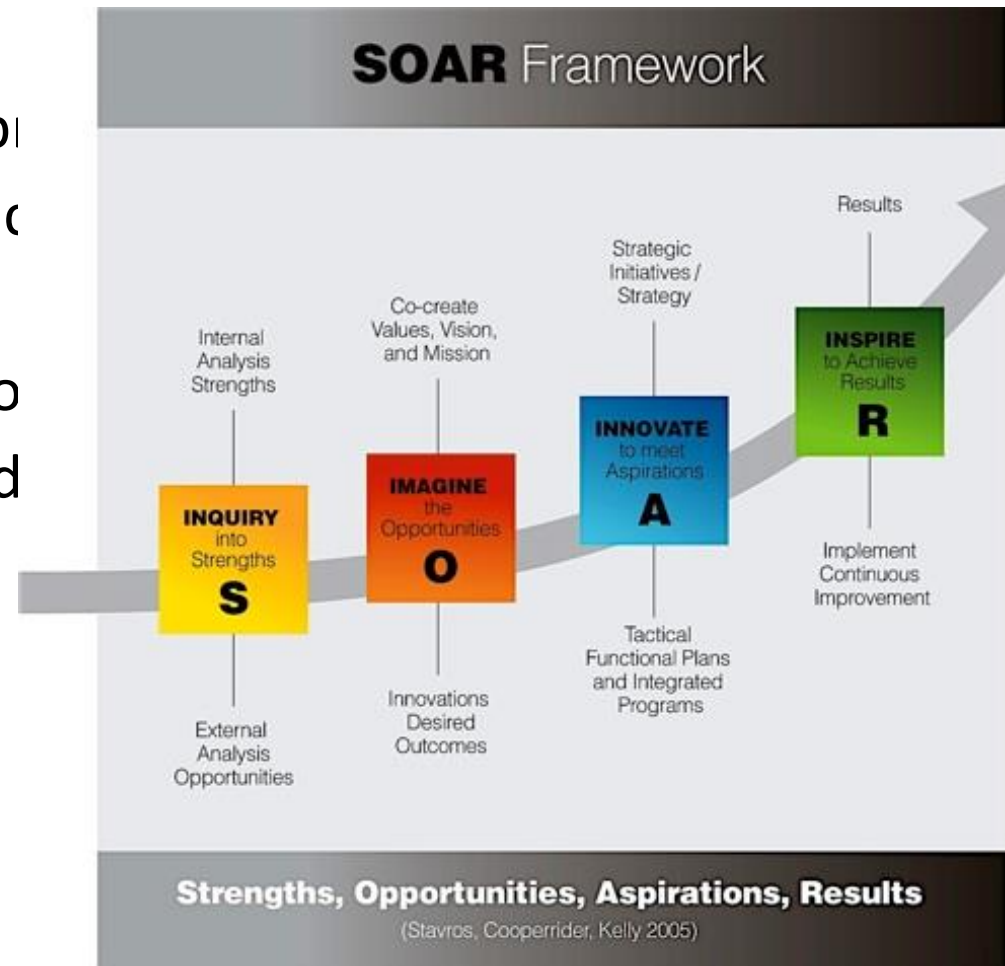 SOAR Framework
Internal
Analysis
Strengths
INQUIRY
into
Strengths
S
External
Analysis
Opportunities
Co-create
Values, Vision,
and Mission
IMAGINE
the
Opportunities
O
Innovations
Desired
Outcomes
Strategic
Initiatives /
Strategy
INNOVATE
to meet
Aspirations
A
Tactical
Functional Plans
and Integrated
Programs
Results
INSPIRE
to Achieve
Results
R
Implement
Continuous
Improvement
Strengths, Opportunities, Aspirations, Results
(Stavros, Cooperrider, Kelly 2005)